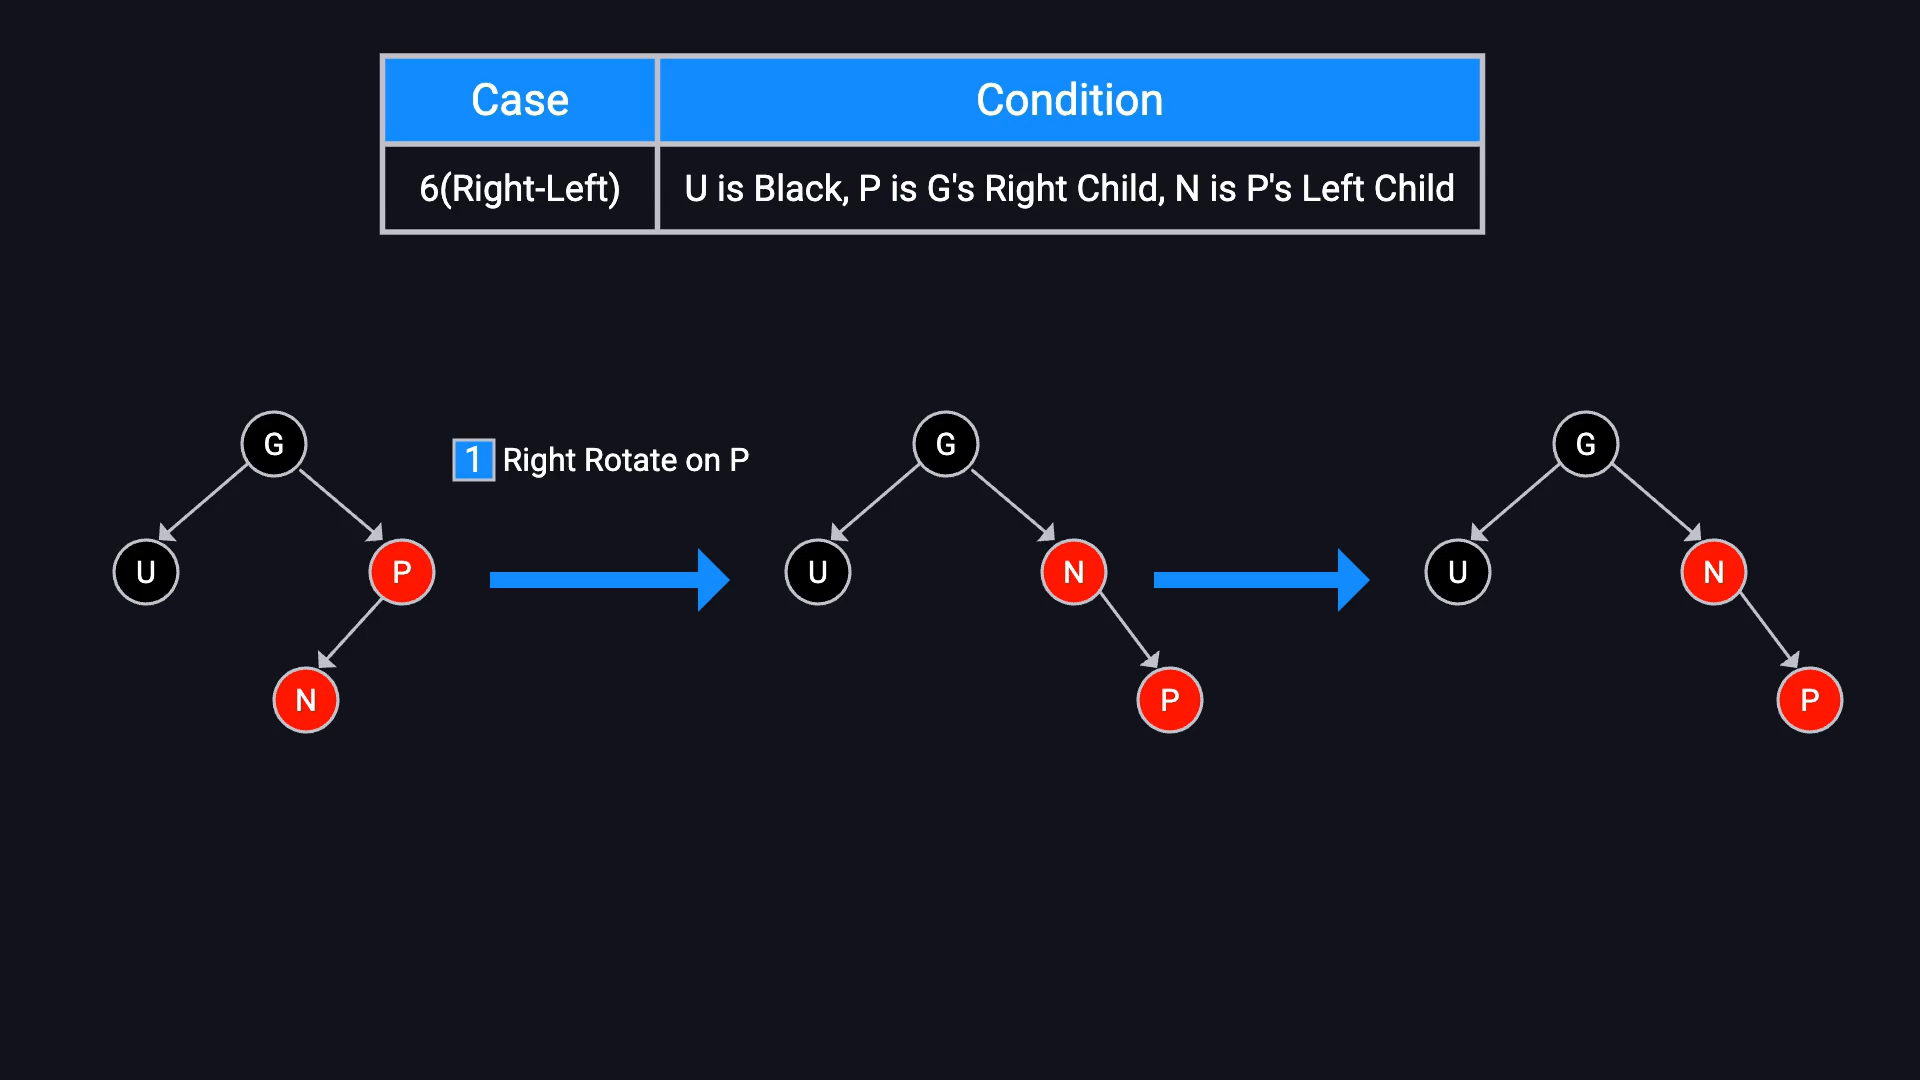 Case Condition
6(Right-Left) U is Black, P is G's Right Child, N is P's Left Child
G 1 Right Rotate on P G G
U P U N U N
N P P